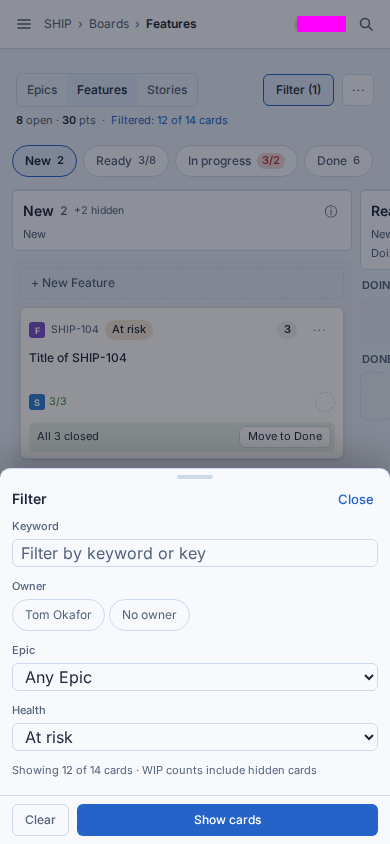 SHIP › Boards › Features
Epics Features Stories Filter (1) ...
8 open · 30 pts · Filtered: 12 of 14 cards
New 2 Ready 3/8 In progress 3/2 Done 6
New 2 +2 hidden
New
+ New Feature
F SHIP-104 At risk 3 ...
Title of SHIP-104
S 3/3
All 3 closed Move to Done
Filter Close
Keyword
Filter by keyword or key
Owner
Tom Okafor No owner
Epic
Any Epic
Health
At risk
Showing 12 of 14 cards · WIP counts include hidden cards
Clear Show cards